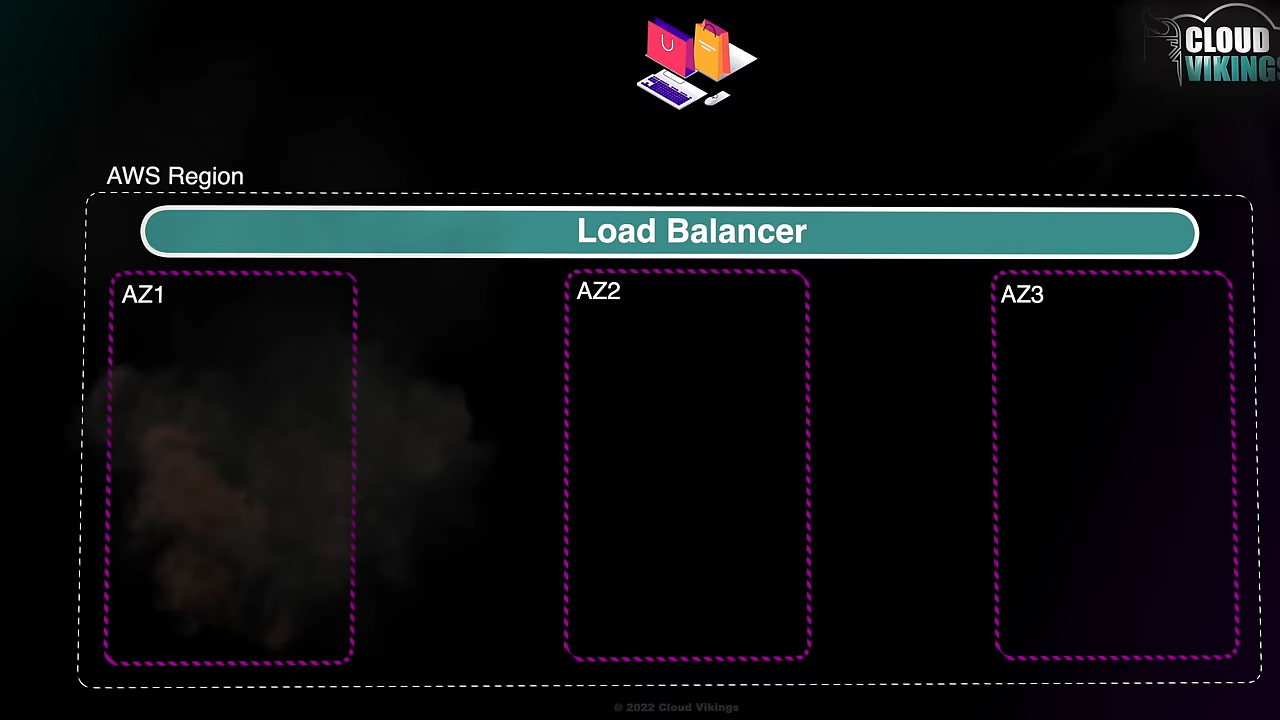 CLOUD
VIKINGS
AWS Region
Load Balancer
AZ1
AZ2
AZ3
© 2022 Cloud Vikings